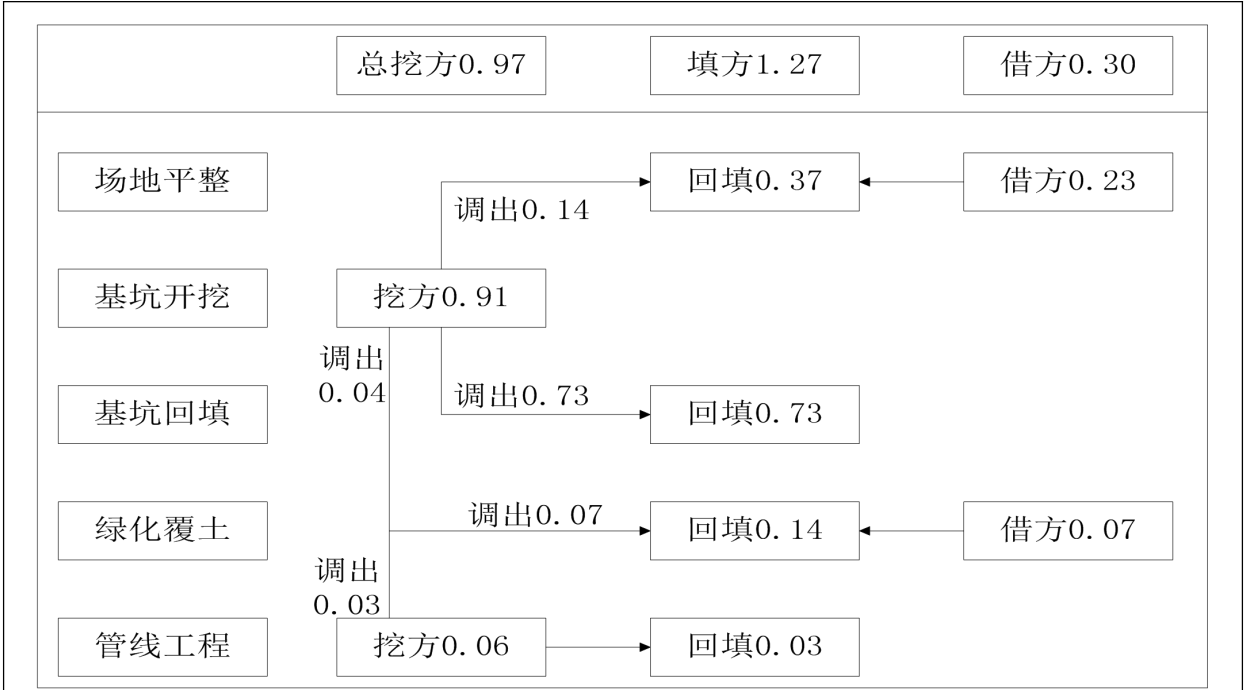 总挖方0.97 填方1.27 借方0.30
场地平整 回填0.37 借方0.23
调出0.14
基坑开挖 挖方0.91
调出
0.04
调出0.73
基坑回填 回填0.73
调出0.07
绿化覆土 回填0.14 借方0.07
调出
0.03
管线工程 挖方0.06 回填0.03